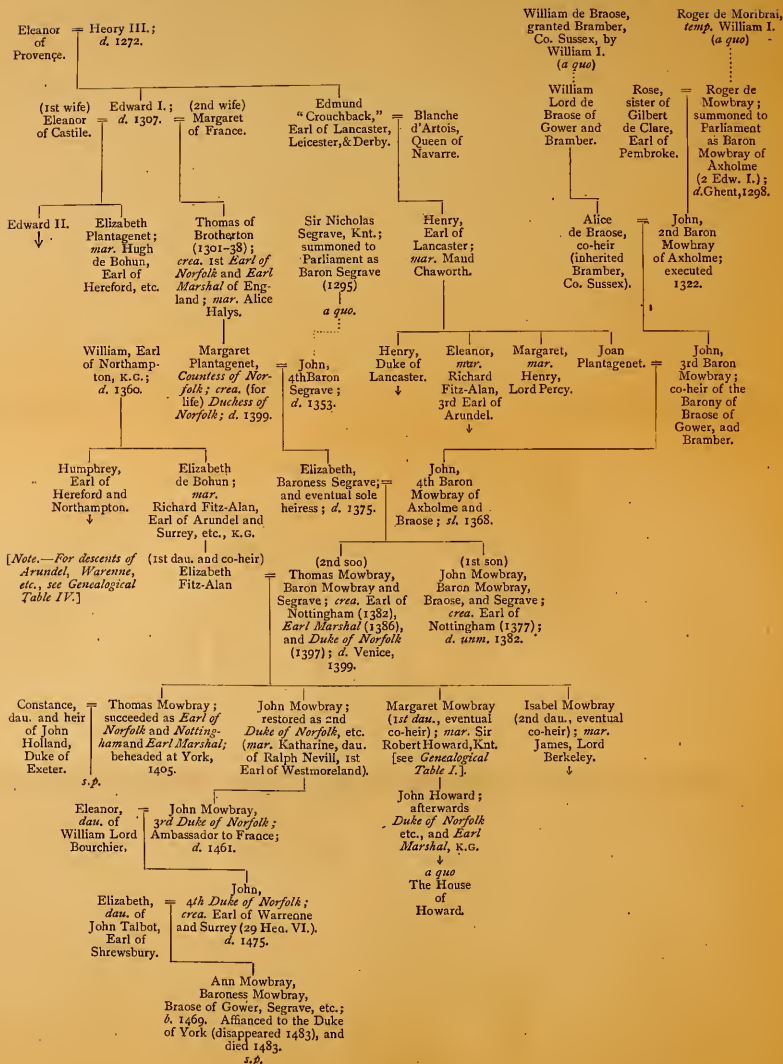 Eleanor
of
Provence.
=
Heory III.;
d. 1272.
William de Braose,
granted Bramber,
Co. Sussex, by
William I.
(a quo)
Roger de Moribrai,
temp. William I.
(a quo)
(1st wife)
Eleanor
of Castile.
=
Edward I.;
d. 1307.
=
(2nd wife)
Margaret
of France.
Edmund
"Crouchback,"
Earl of Lancaster,
Leicester, & Derby.
=
Blanche
d'Artois,
Queen of
Navarre.
William
Lord de
Braose of
Gower and
Bramber.
Rose,
sister of
Gilbert
de Clare,
Earl of
Pembroke.
=
Roger de
Mowbray;
summoned to
Parliament
as Baron
Mowbray of
Axholme
(2 Edw. I.);
d. Ghent, 1298.
Edward II.
Elizabeth
Plantagenet;
mar. Hugh
de Bohun,
Earl of
Hereford, etc.
Thomas of
Brotherton
(1301-38);
crea. 1st Earl of
Norfolk and Earl
Marshal of Eng-
land; mar. Alice
Halys.
Sir Nicholas
Segrave, Knt.;
summoned to
Parliament as
Baron Segrave
(1295)
a quo.
Henry,
Earl of
Lancaster;
mar. Maud
Chaworth.
Alice
de Braose,
co-heir
(inherited
Bramber,
Co. Sussex).
=
John,
2nd Baron
Mowbray
of Axholme;
executed
1322.
William, Earl
of Northamp-
ton, K.G.;
d. 1360.
Margaret
Plantagenet,
Countess of Nor-
folk; crea. (for
life) Duchess of
Norfolk; d. 1399.
=
John,
4th Baron
Segrave;
d. 1353.
Henry,
Duke of
Lancaster.
Eleanor,
mar.
Richard
Fitz-Alan,
3rd Earl of
Arundel.
Margaret,
mar.
Henry,
Lord Percy.
Joan
Plantagenet.
=
John,
3rd Baron
Mowbray;
co-heir of the
Barony of
Braose of
Gower, and
Bramber.
Humphrey,
Earl of
Hereford and
Northampton.
Elizabeth
de Bohun;
mar.
Richard Fitz-Alan,
Earl of Arundel and
Surrey, etc., K.G.
Elizabeth,
Baroness Segrave;
and eventual sole
heiress; d. 1375.
=
John,
4th Baron
Mowbray of
Axholme and
Braose; sl. 1368.
[Note.—For descents of
Arundel, Warenne,
etc., see Genealogical
Table IV.]
(1st dau. and co-heir)
Elizabeth
Fitz-Alan
=
(2nd soo)
Thomas Mowbray,
Baron Mowbray and
Segrave; crea. Earl of
Nottingham (1382),
Earl Marshal (1386),
and Duke of Norfolk
(1397); d. Venice,
1399.
(1st son)
John Mowbray,
Baron Mowbray,
Braose, and Segrave;
crea. Earl of
Nottingham (1377);
d. unm. 1382.
Constance,
dau. and heir
of John
Holland,
Duke of
Exeter.
=
s.p.
Thomas Mowbray;
succeeded as Earl of
Norfolk and Notting-
ham and Earl Marshal;
beheaded at York,
1405.
John Mowbray;
restored as 2nd
Duke of Norfolk, etc.
(mar. Katharine, dau.
of Ralph Nevill, 1st
Earl of Westmoreland).
Margaret Mowbray
(1st dau., eventual
co-heir); mar. Sir
Robert Howard, Knt.
[see Genealogical
Table I.].
Isabel Mowbray
(2nd dau., eventual
co-heir); mar.
James, Lord
Berkeley.
Eleanor,
dau. of
William Lord
Bourchier.
=
John Mowbray,
3rd Duke of Norfolk;
Ambassador to France;
d. 1461.
John Howard;
afterwards
Duke of Norfolk
etc., and Earl
Marshal, K.G.
a quo
The House
of
Howard.
Elizabeth,
dau. of
John Talbot,
Earl of
Shrewsbury.
=
John,
4th Duke of Norfolk;
crea. Earl of Warenne
and Surrey (29 Hen. VI.).
d. 1475.
Ann Mowbray,
Baroness Mowbray,
Braose of Gower, Segrave, etc.;
b. 1469. Affianced to the Duke
of York (disappeared 1483), and
died 1483.
s.p.